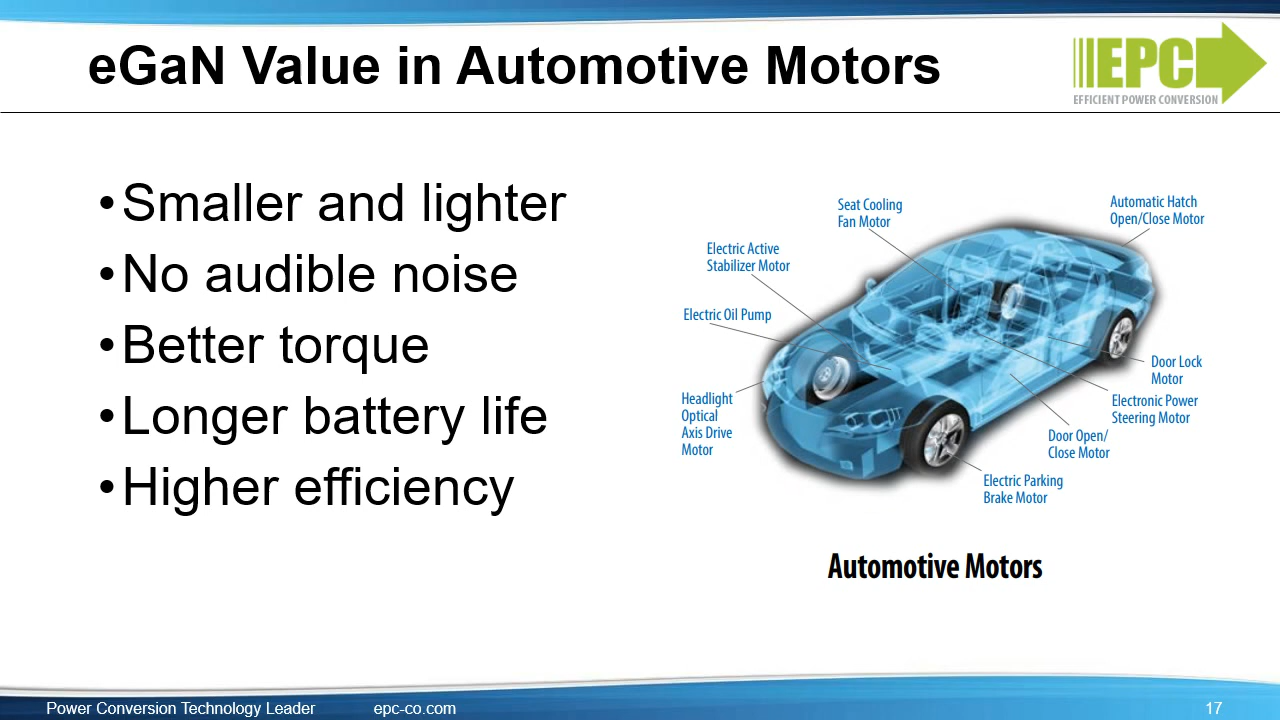 eGaN Value in Automotive Motors
EPC
EFFICIENT POWER CONVERSION
•Smaller and lighter
•No audible noise
•Better torque
•Longer battery life
•Higher efficiency
Seat Cooling
Fan Motor
Automatic Hatch
Open/Close Motor
Electric Active
Stabilizer Motor
Electric Oil Pump
Headlight
Optical
Axis Drive
Motor
Door Lock
Motor
Electronic Power
Steering Motor
Door Open/
Close Motor
Electric Parking
Brake Motor
Automotive Motors
Power Conversion Technology Leader
epc-co.com
17